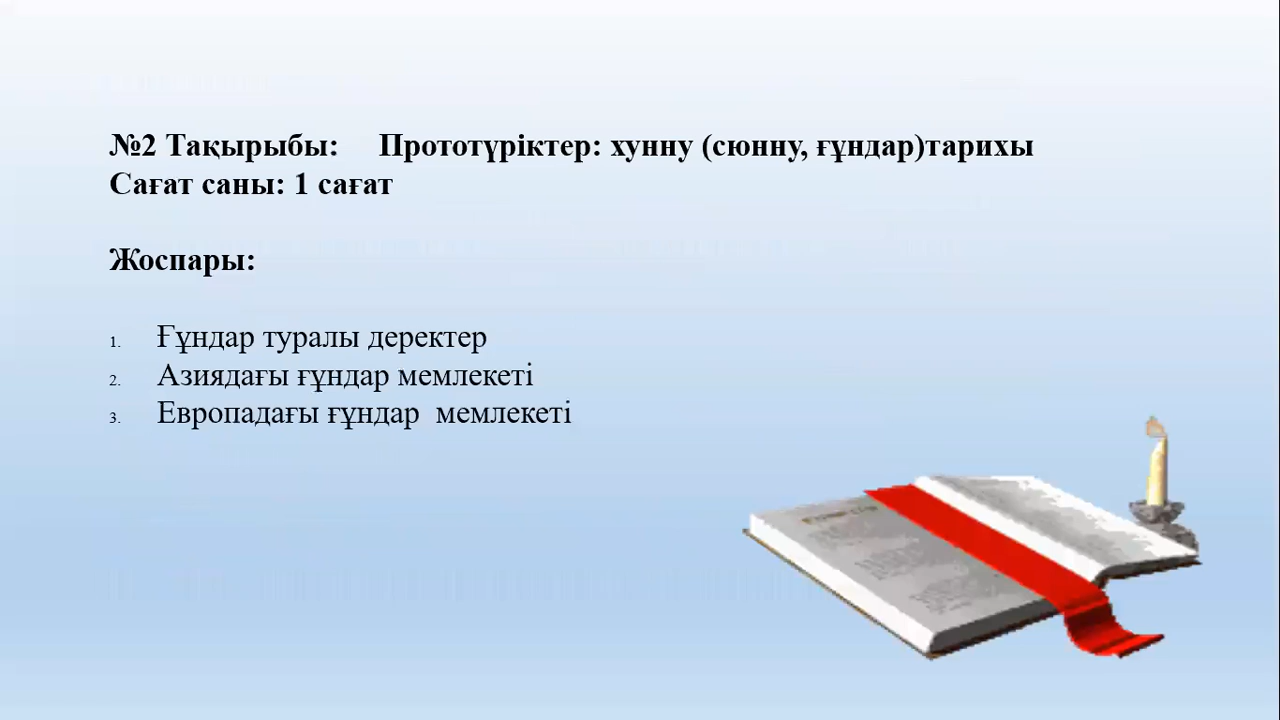 №2 Тақырыбы: Прототүріктер: хунну (сюнну, ғұндар)тарихы
Сағат саны: 1 сағат
Жоспары:
1. Ғұндар туралы деректер
2. Азиядағы ғұндар мемлекеті
3. Европадағы ғұндар мемлекеті